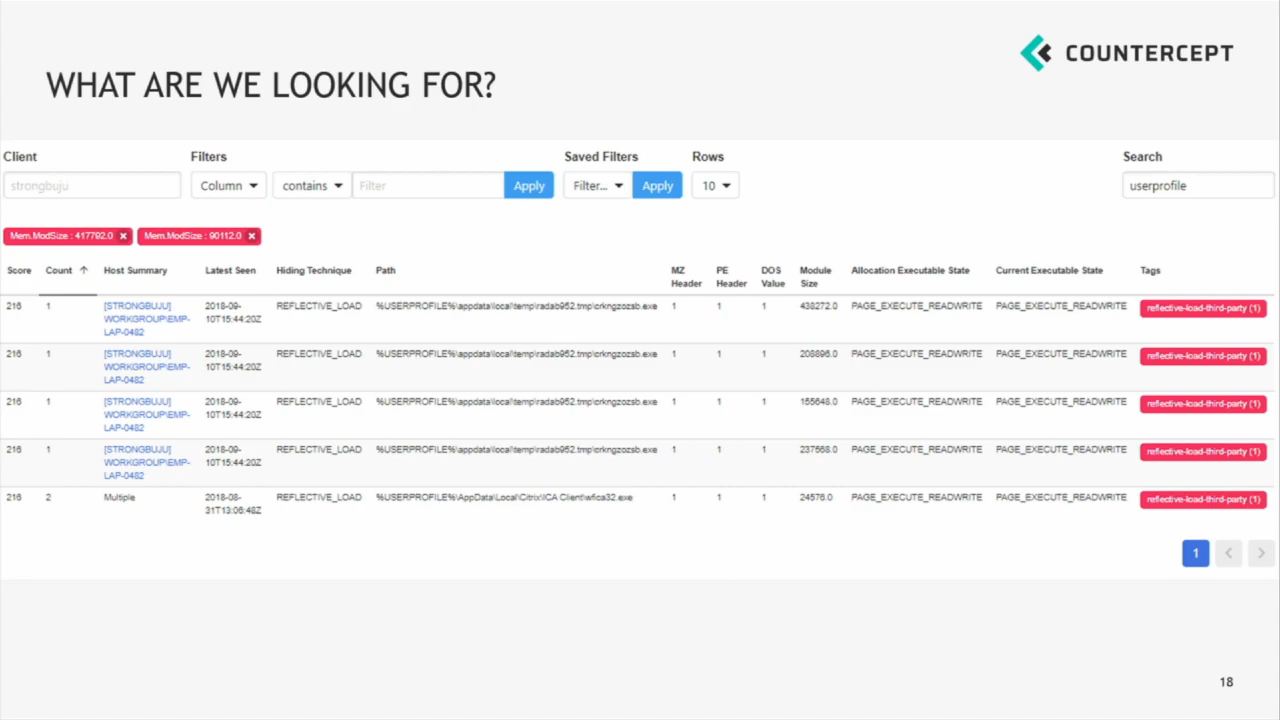 COUNTERCEPT
WHAT ARE WE LOOKING FOR?
Client Filters Saved Filters Rows Search
strongbuju Column contains Filter Apply Filter... Apply 10 userprofile
Mem.ModSize : 417792.0 Mem.ModSize : 90112.0
Score Count Host Summary Latest Seen Hiding Technique Path MZ Header PE Header DOS Value Module Size Allocation Executable State Current Executable State Tags
216 1 [STRONGBUJU] 2018-09- REFLECTIVE_LOAD %USERPROFILE%\appdata\local\temp\radab952.tmp\crkngzozsb.exe 1 1 1 438272.0 PAGE_EXECUTE_READWRITE PAGE_EXECUTE_READWRITE reflective-load-third-party (1)
WORKGROUP\EMP- 10T15:44:20Z
LAP-0482
216 1 [STRONGBUJU] 2018-09- REFLECTIVE_LOAD %USERPROFILE%\appdata\local\temp\radab952.tmp\crkngzozsb.exe 1 1 1 208896.0 PAGE_EXECUTE_READWRITE PAGE_EXECUTE_READWRITE reflective-load-third-party (1)
WORKGROUP\EMP- 10T15:44:20Z
LAP-0482
216 1 [STRONGBUJU] 2018-09- REFLECTIVE_LOAD %USERPROFILE%\appdata\local\temp\radab952.tmp\crkngzozsb.exe 1 1 1 155648.0 PAGE_EXECUTE_READWRITE PAGE_EXECUTE_READWRITE reflective-load-third-party (1)
WORKGROUP\EMP- 10T15:44:20Z
LAP-0482
216 1 [STRONGBUJU] 2018-09- REFLECTIVE_LOAD %USERPROFILE%\appdata\local\temp\radab952.tmp\crkngzozsb.exe 1 1 1 237568.0 PAGE_EXECUTE_READWRITE PAGE_EXECUTE_READWRITE reflective-load-third-party (1)
WORKGROUP\EMP- 10T15:44:20Z
LAP-0482
216 2 Multiple 2018-08- REFLECTIVE_LOAD %USERPROFILE%\AppData\Local\Citrix\ICA Client\wfica32.exe 1 1 1 24576.0 PAGE_EXECUTE_READWRITE PAGE_EXECUTE_READWRITE reflective-load-third-party (1)
31T13:06:48Z
1
18